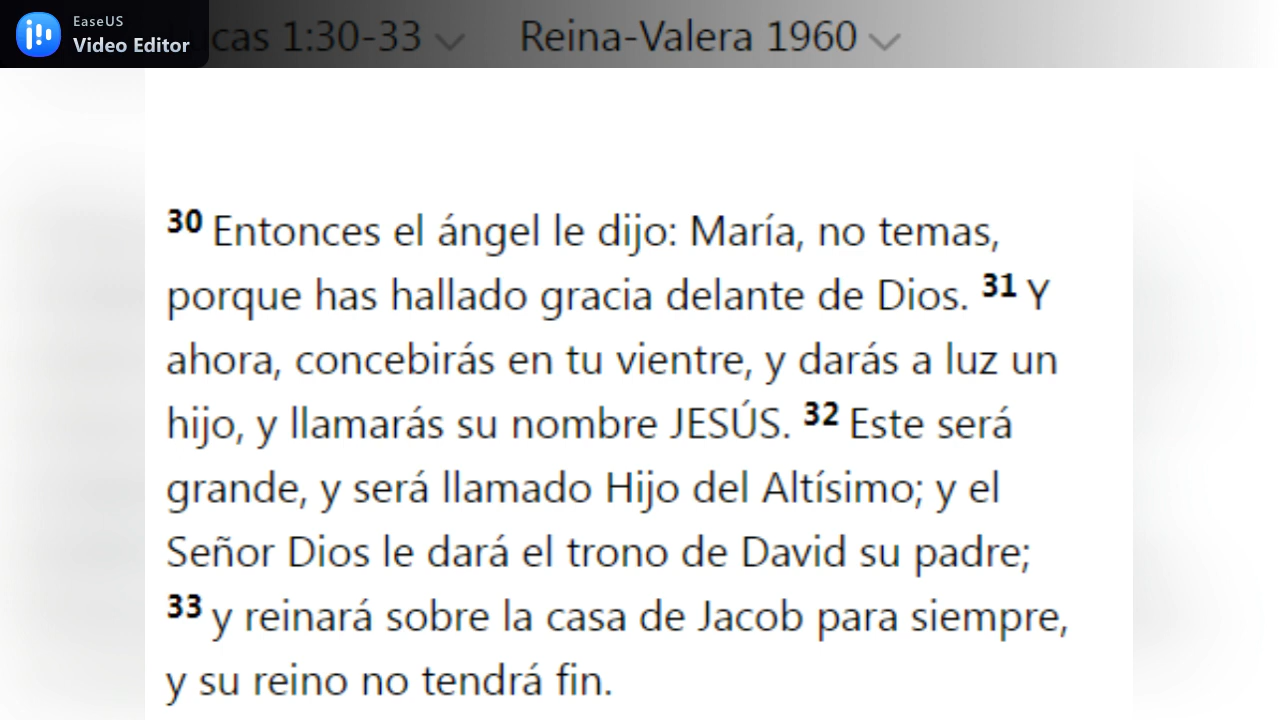 EaseUS
Video Editor
ucas 1:30-33 Reina-Valera 1960
30 Entonces el ángel le dijo: María, no temas,
porque has hallado gracia delante de Dios. 31 Y
ahora, concebirás en tu vientre, y darás a luz un
hijo, y llamarás su nombre JESÚS. 32 Este será
grande, y será llamado Hijo del Altísimo; y el
Señor Dios le dará el trono de David su padre;
33 y reinará sobre la casa de Jacob para siempre,
y su reino no tendrá fin.